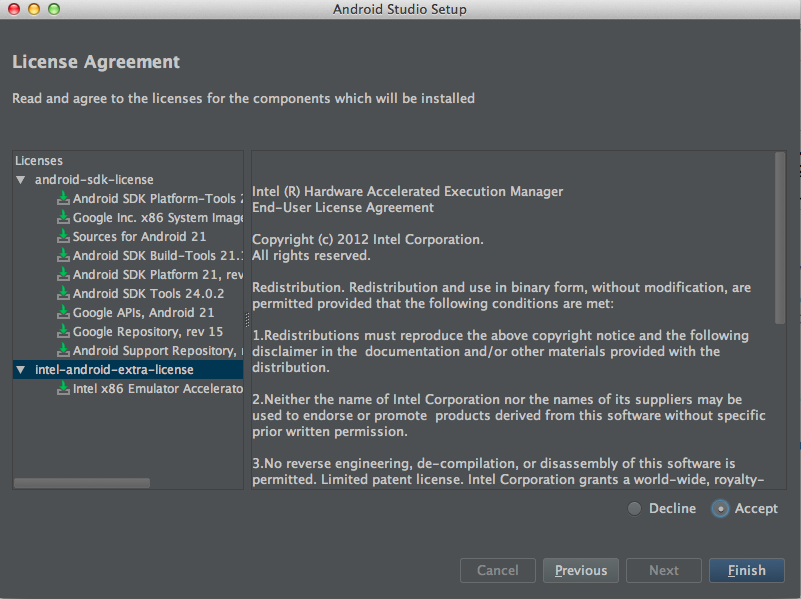 Android Studio Setup
License Agreement
Read and agree to the licenses for the components which will be installed
Licenses
android-sdk-license
Android SDK Platform-Tools
Google Inc. x86 System Image
Sources for Android 21
Android SDK Build-Tools 21.
Android SDK Platform 21, rev
Android SDK Tools 24.0.2
Google APIs, Android 21
Google Repository, rev 15
Android Support Repository,
intel-android-extra-license
Intel x86 Emulator Accelerato
Intel (R) Hardware Accelerated Execution Manager
End-User License Agreement
Copyright (c) 2012 Intel Corporation.
All rights reserved.
Redistribution. Redistribution and use in binary form, without modification, are
permitted provided that the following conditions are met:
1.Redistributions must reproduce the above copyright notice and the following
disclaimer in the  documentation and/or other materials provided with the
distribution.
2.Neither the name of Intel Corporation nor the names of its suppliers may be
used to endorse or promote  products derived from this software without specific
prior written permission.
3.No reverse engineering, de-compilation, or disassembly of this software is
permitted. Limited patent license. Intel Corporation grants a world-wide, royalty-
Decline
Accept
Cancel
Previous
Next
Finish